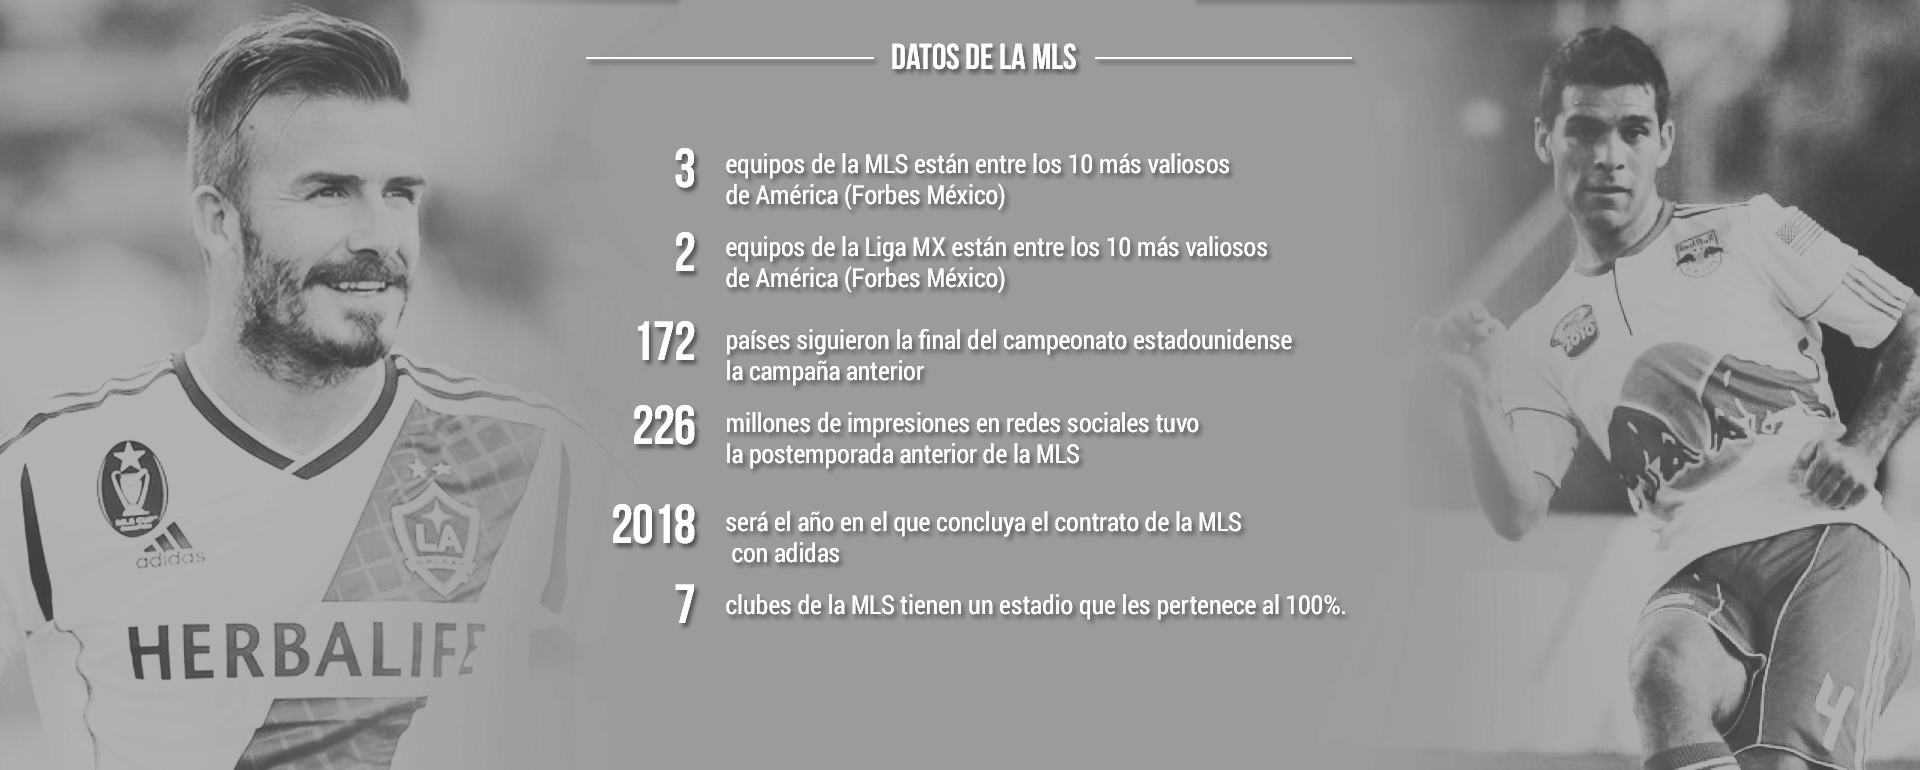 DATOS DE LA MLS
3 equipos de la MLS están entre los 10 más valiosos
de América (Forbes México)
2 equipos de la Liga MX están entre los 10 más valiosos
de América (Forbes México)
172 países siguieron la final del campeonato estadounidense
la campaña anterior
226 millones de impresiones en redes sociales tuvo
la postemporada anterior de la MLS
2018 será el año en el que concluya el contrato de la MLS
con adidas
7 clubes de la MLS tienen un estadio que les pertenece al 100%.
adidas
LA
GALAXY
HERBALIFE
4